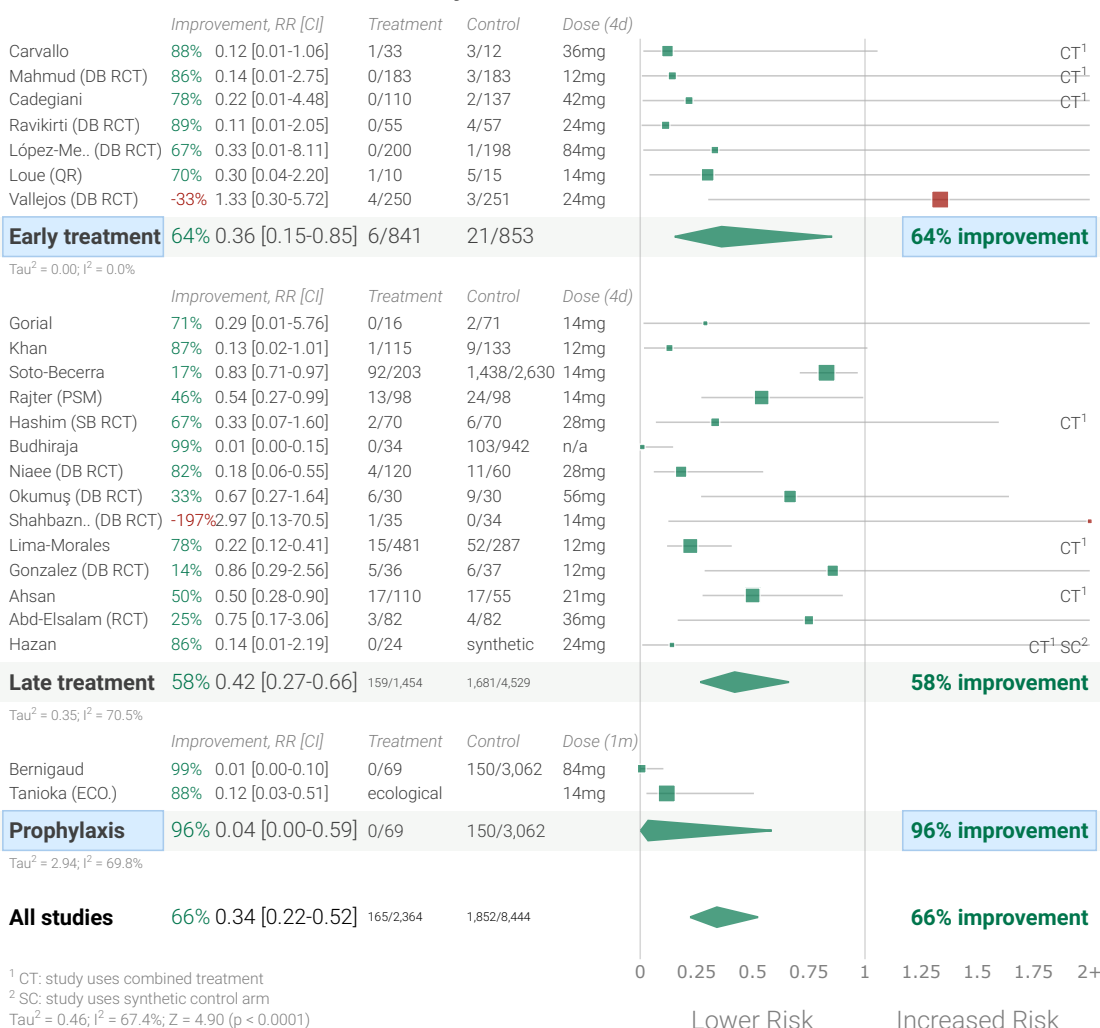 Improvement, RR [CI] Treatment Control Dose (4d)
Carvallo 88% 0.12 [0.01-1.06] 1/33 3/12 36mg CT¹
Mahmud (DB RCT) 86% 0.14 [0.01-2.75] 0/183 3/183 12mg CT¹
Cadegiani 78% 0.22 [0.01-4.48] 0/110 2/137 42mg CT¹
Ravikirti (DB RCT) 89% 0.11 [0.01-2.05] 0/55 4/57 24mg
López-Me.. (DB RCT) 67% 0.33 [0.01-8.11] 0/200 1/198 84mg
Loue (QR) 70% 0.30 [0.04-2.20] 1/10 5/15 14mg
Vallejos (DB RCT) -33% 1.33 [0.30-5.72] 4/250 3/251 24mg
Early treatment 64% 0.36 [0.15-0.85] 6/841 21/853 64% improvement
Tau² = 0.00; I² = 0.0%
Improvement, RR [CI] Treatment Control Dose (4d)
Gorial 71% 0.29 [0.01-5.76] 0/16 2/71 14mg
Khan 87% 0.13 [0.02-1.01] 1/115 9/133 12mg
Soto-Becerra 17% 0.83 [0.71-0.97] 92/203 1,438/2,630 14mg
Rajter (PSM) 46% 0.54 [0.27-0.99] 13/98 24/98 14mg
Hashim (SB RCT) 67% 0.33 [0.07-1.60] 2/70 6/70 28mg CT¹
Budhiraja 99% 0.01 [0.00-0.15] 0/34 103/942 n/a
Niaee (DB RCT) 82% 0.18 [0.06-0.55] 4/120 11/60 28mg
Okumuş (DB RCT) 33% 0.67 [0.27-1.64] 6/30 9/30 56mg
Shahbazn.. (DB RCT) -197% 2.97 [0.13-70.5] 1/35 0/34 14mg
Lima-Morales 78% 0.22 [0.12-0.41] 15/481 52/287 12mg CT¹
Gonzalez (DB RCT) 14% 0.86 [0.29-2.56] 5/36 6/37 12mg
Ahsan 50% 0.50 [0.28-0.90] 17/110 17/55 21mg CT¹
Abd-Elsalam (RCT) 25% 0.75 [0.17-3.06] 3/82 4/82 36mg
Hazan 86% 0.14 [0.01-2.19] 0/24 synthetic 24mg CT¹ SC²
Late treatment 58% 0.42 [0.27-0.66] 159/1,454 1,681/4,529 58% improvement
Tau² = 0.35; I² = 70.5%
Improvement, RR [CI] Treatment Control Dose (1m)
Bernigaud 99% 0.01 [0.00-0.10] 0/69 150/3,062 84mg
Tanioka (ECO.) 88% 0.12 [0.03-0.51] ecological 14mg
Prophylaxis 96% 0.04 [0.00-0.59] 0/69 150/3,062 96% improvement
Tau² = 2.94; I² = 69.8%
All studies 66% 0.34 [0.22-0.52] 165/2,364 1,852/8,444 66% improvement
0 0.25 0.5 0.75 1 1.25 1.5 1.75 2+
¹ CT: study uses combined treatment
² SC: study uses synthetic control arm
Tau² = 0.46; I² = 67.4%; Z = 4.90 (p < 0.0001)
Lower Risk Increased Risk